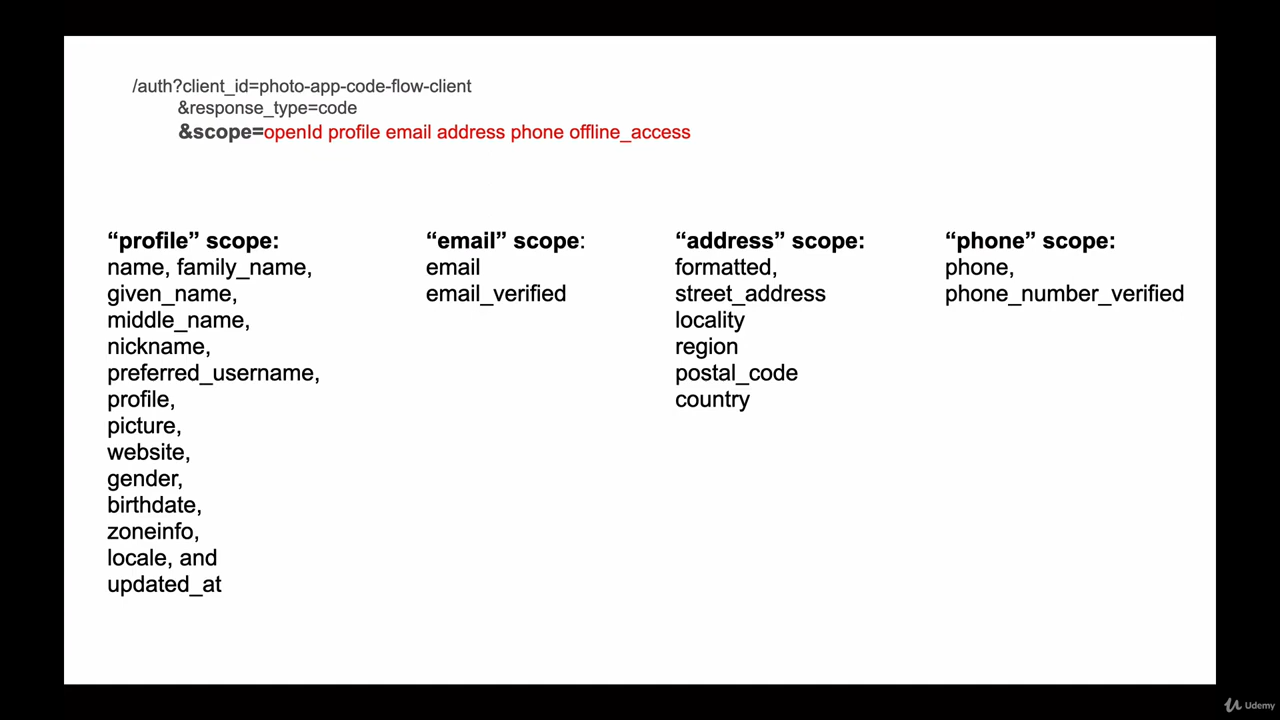 /auth?client_id=photo-app-code-flow-client
&response_type=code
&scope=openId profile email address phone offline_access
“profile” scope:
name, family_name,
given_name,
middle_name,
nickname,
preferred_username,
profile,
picture,
website,
gender,
birthdate,
zoneinfo,
locale, and
updated_at
“email” scope:
email
email_verified
“address” scope:
formatted,
street_address
locality
region
postal_code
country
“phone” scope:
phone,
phone_number_verified
Udemy